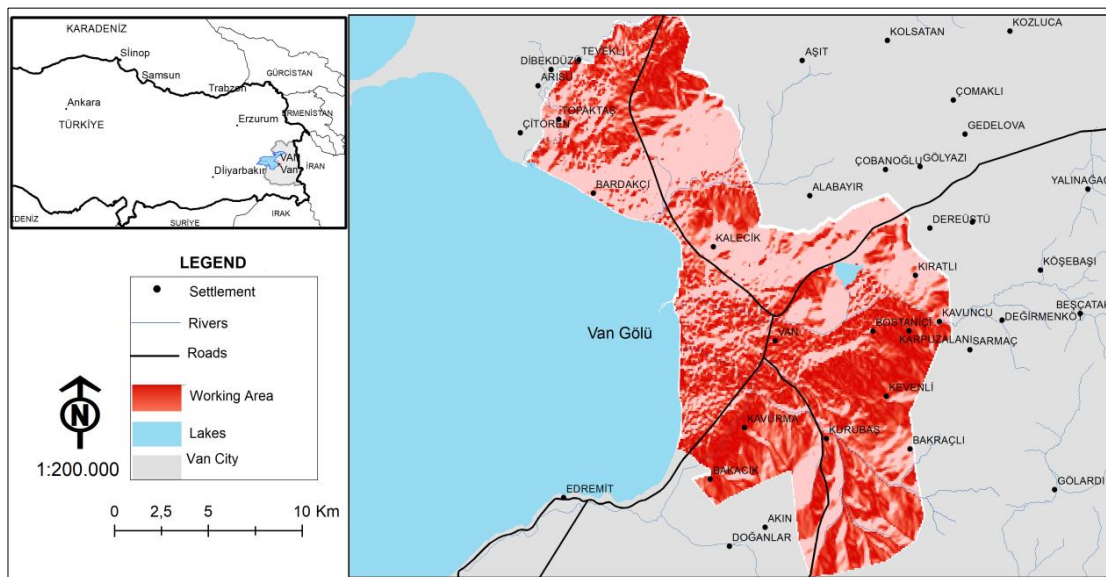 KARADENİZ
Slinop
Samsun
Trabzon
GÜRCİSTAN
Ankara
TÜRKİYE
Erzurum
ERMENİSTAN
VAN
Van
İRAN
Dliyarbakır
KDENİZ
SURİYE
IRAK
LEGEND
Settlement
Rivers
Roads
Working Area
Lakes
Van City
N
1:200.000
0 2,5 5 10 Km
KOZLUCA
KOLSATAN
TEVEKLİ
AŞIT
DİBEKDÜZÜ
ARISU
ÇOMAKLI
TOPAKTAŞ
ÇİTÖREN
GEDELOVA
ÇOBANOĞLU
GÖLYAZI
BARDAKÇI
ALABAYIR
YALINAĞAÇ
DEREÜSTÜ
KALECİK
KIRATLI
KÖŞEBAŞI
BEŞÇATAK
Van Gölü
VAN
BOSTANİÇİ
KAVUNCU
DEĞİRMENKÖY
KARPUZALANI
SARMAÇ
KEVENLİ
KAVURMA
KURUBAŞ
BAKRAÇLI
BAKACIK
EDREMİT
GÖLARDI
AKIN
DOĞANLAR